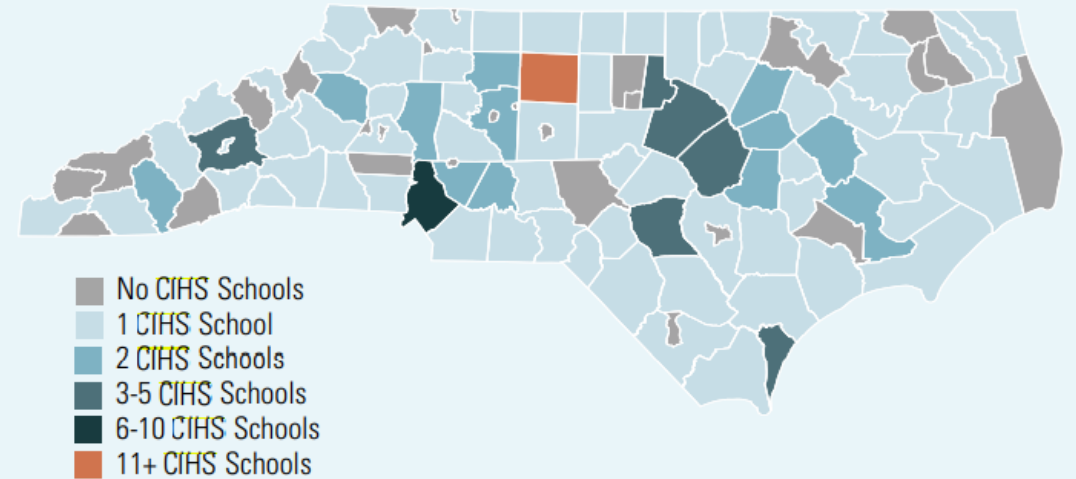 No CIHS Schools
1 CIHS School
2 CIHS Schools
3-5 CIHS Schools
6-10 CIHS Schools
11+ CIHS Schools